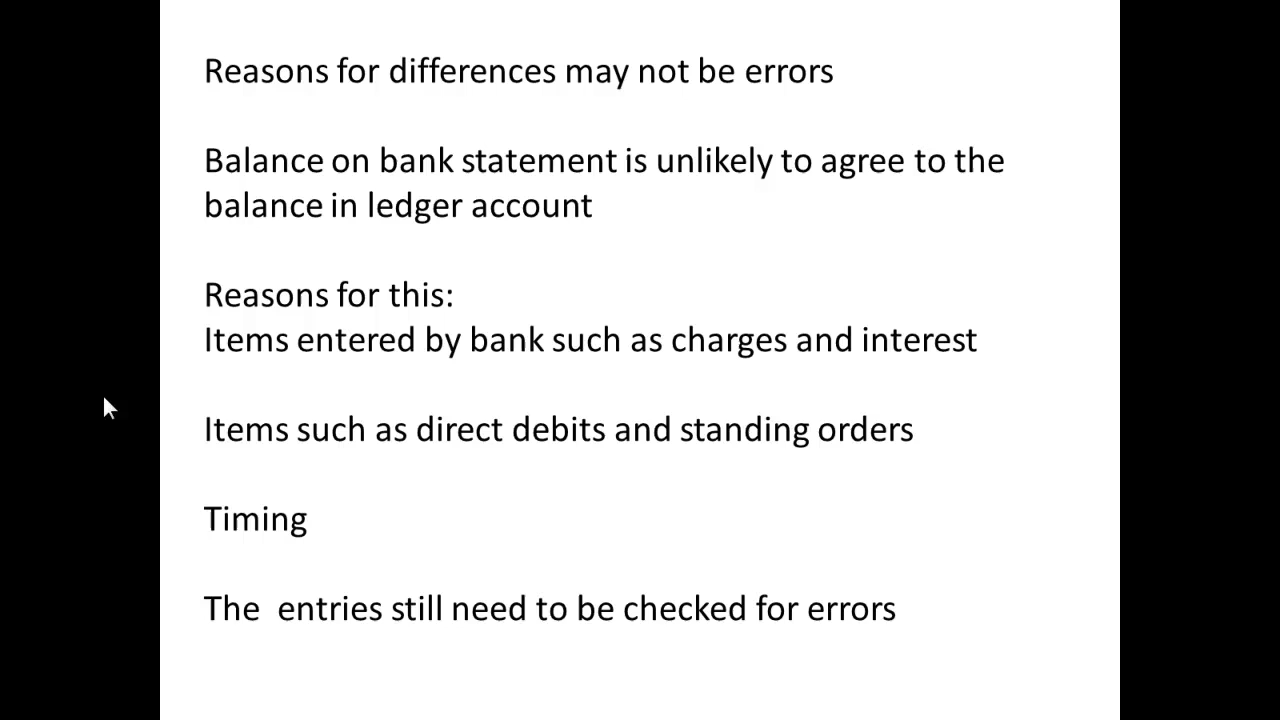 Reasons for differences may not be errors
Balance on bank statement is unlikely to agree to the
balance in ledger account
Reasons for this:
Items entered by bank such as charges and interest
Items such as direct debits and standing orders
Timing
The  entries still need to be checked for errors